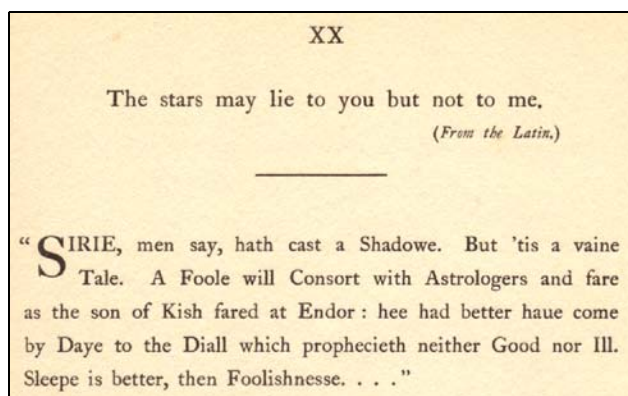 XX
The stars may lie to you but not to me.
(From the Latin.)
“SIRIE, men say, hath cast a Shadowe. But 'tis a vaine
Tale. A Foole will Consort with Astrologers and fare
as the son of Kish fared at Endor : hee had better haue come
by Daye to the Diall which prophecieth neither Good nor Ill.
Sleepe is better, then Foolishnesse. . . .”